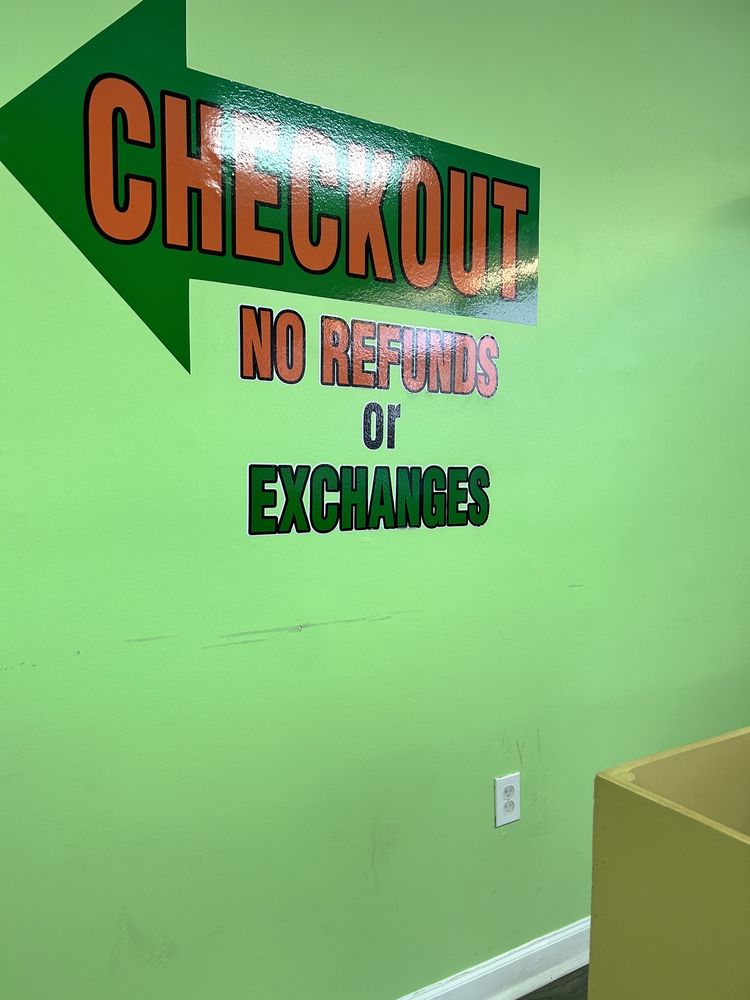 CHECKOUT
NO REFUNDS
or
EXCHANGES